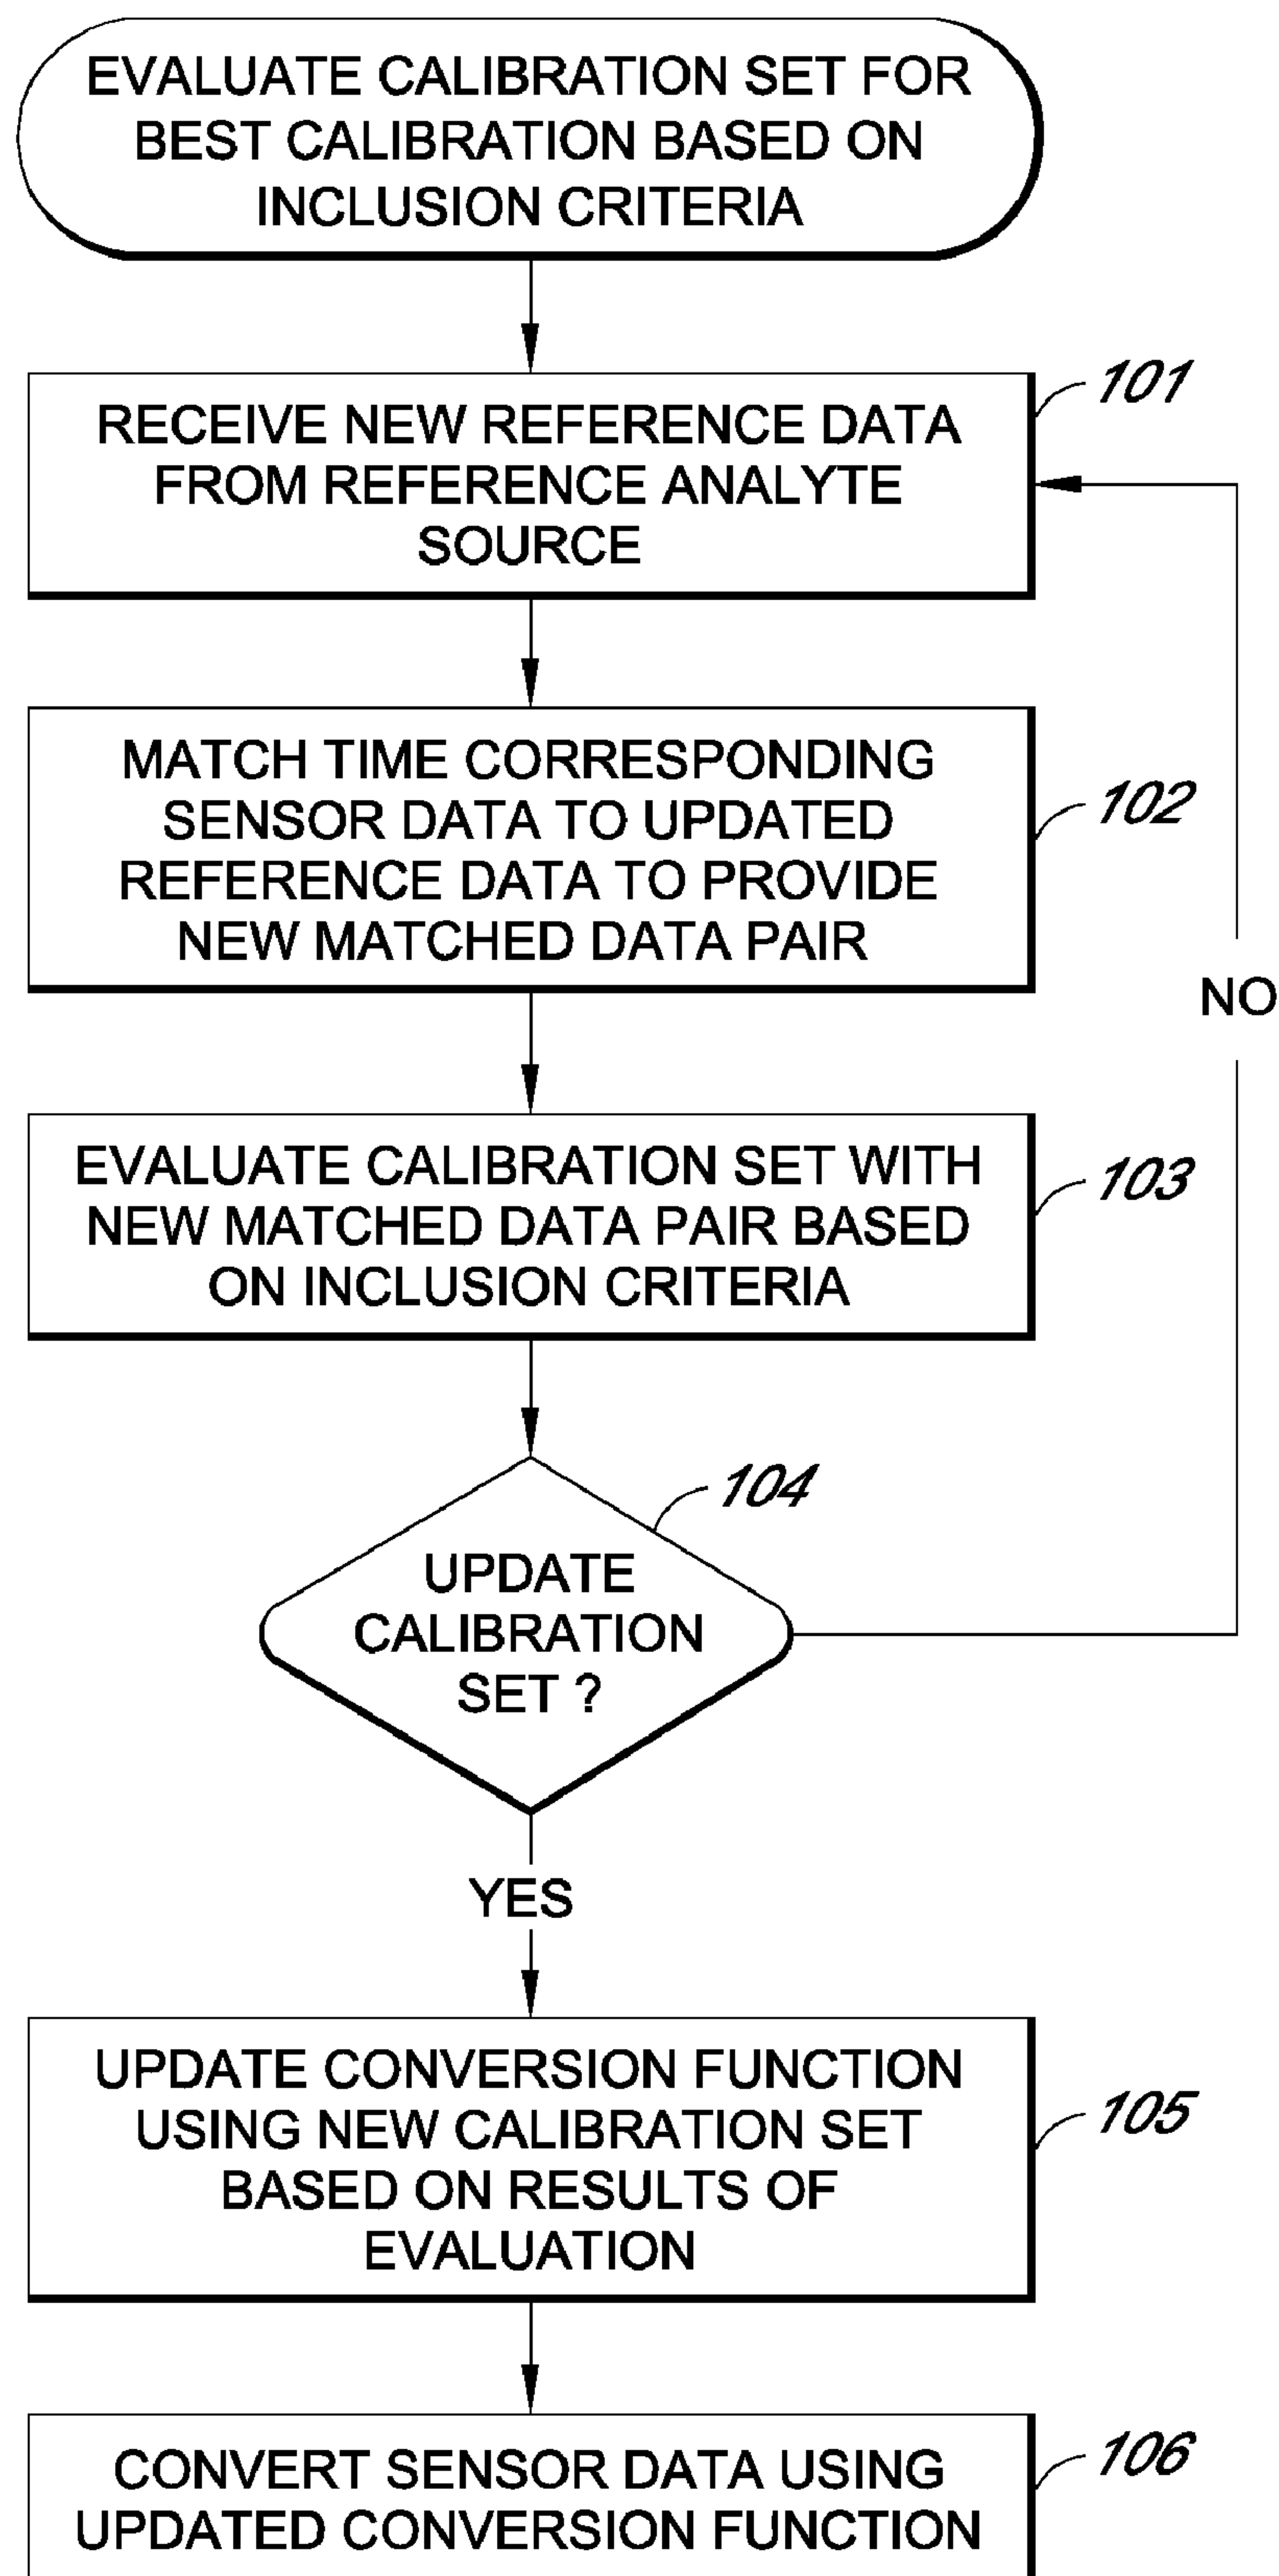 EVALUATE CALIBRATION SET FOR
BEST CALIBRATION BASED ON
INCLUSION CRITERIA
101
RECEIVE NEW REFERENCE DATA
FROM REFERENCE ANALYTE
SOURCE
102
MATCH TIME CORRESPONDING
SENSOR DATA TO UPDATED
REFERENCE DATA TO PROVIDE
NEW MATCHED DATA PAIR
NO
103
EVALUATE CALIBRATION SET WITH
NEW MATCHED DATA PAIR BASED
ON INCLUSION CRITERIA
104
UPDATE
CALIBRATION
SET ?
YES
105
UPDATE CONVERSION FUNCTION
USING NEW CALIBRATION SET
BASED ON RESULTS OF
EVALUATION
106
CONVERT SENSOR DATA USING
UPDATED CONVERSION FUNCTION